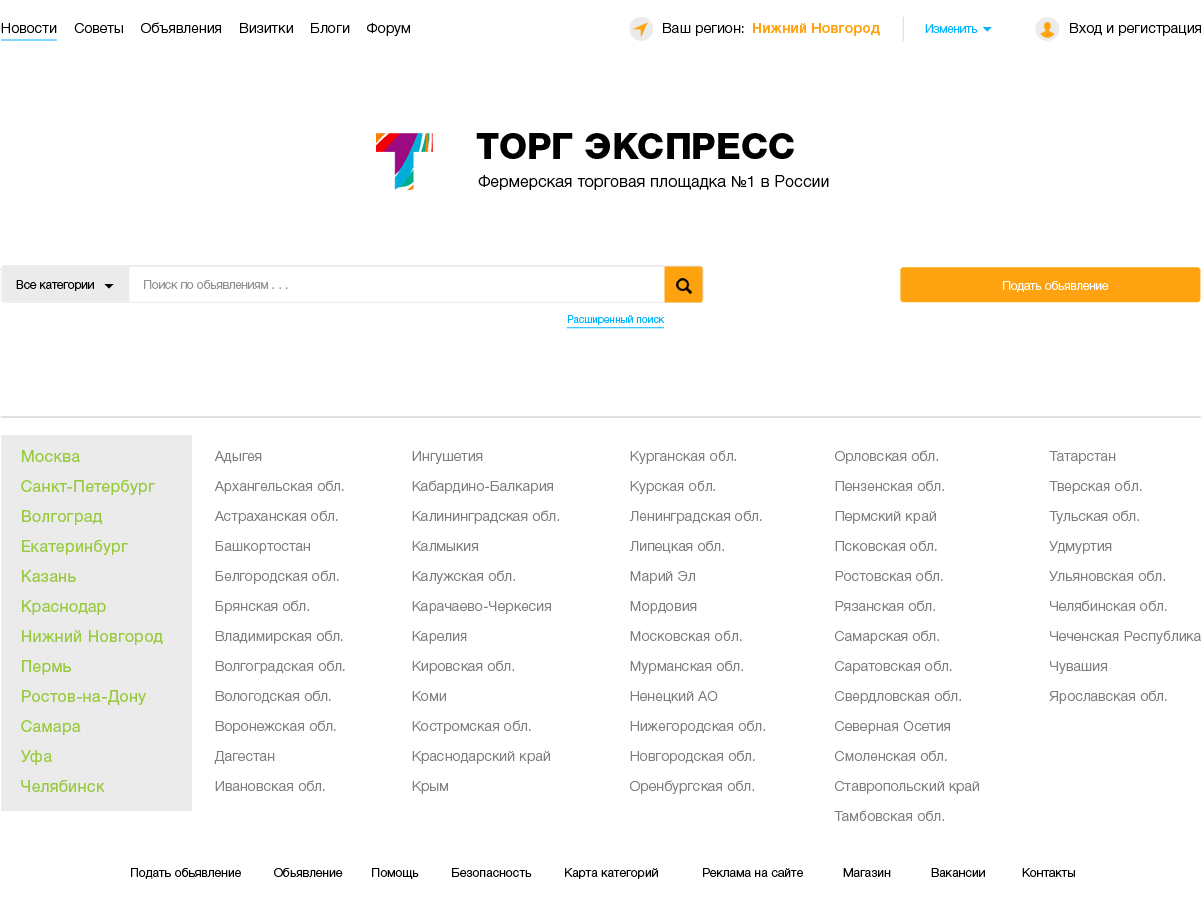 Новости Советы Объявления Визитки Блоги Форум Ваш регион: Нижний Новгород Изменить Вход и регистрация
ТОРГ ЭКСПРЕСС
Фермерская торговая площадка №1 в России
Все категории Поиск по обьявлениям . . . Подать обьявление
Расширенный поиск
Москва Адыгея Ингушетия Курганская обл. Орловская обл. Татарстан
Санкт-Петербург Архангельская обл. Кабардино-Балкария Курская обл. Пензенская обл. Тверская обл.
Волгоград Астраханская обл. Калининградская обл. Ленинградская обл. Пермский край Тульская обл.
Екатеринбург Башкортостан Калмыкия Липецкая обл. Псковская обл. Удмуртия
Казань Белгородская обл. Калужская обл. Марий Эл Ростовская обл. Ульяновская обл.
Краснодар Брянская обл. Карачаево-Черкесия Мордовия Рязанская обл. Челябинская обл.
Нижний Новгород Владимирская обл. Карелия Московская обл. Самарская обл. Чеченская Республика
Пермь Волгоградская обл. Кировская обл. Мурманская обл. Саратовская обл. Чувашия
Ростов-на-Дону Вологодская обл. Коми Ненецкий АО Свердловская обл. Ярославская обл.
Самара Воронежская обл. Костромская обл. Нижегородская обл. Северная Осетия
Уфа Дагестан Краснодарский край Новгородская обл. Смоленская обл.
Челябинск Ивановская обл. Крым Оренбургская обл. Ставропольский край
Тамбовская обл.
Подать обьявление Обьявление Помощь Безопасность Карта категорий Реклама на сайте Магазин Вакансии Контакты